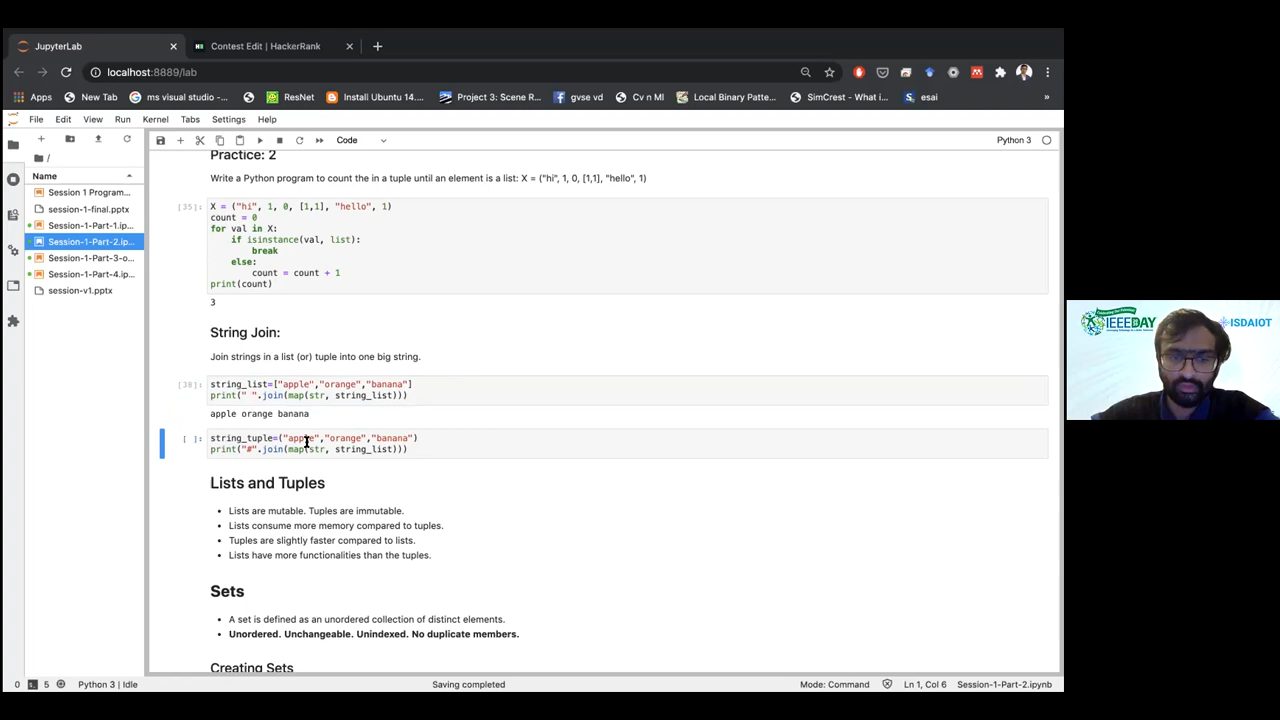 JupyterLab
Contest Edit | HackerRank
localhost:8889/lab
Apps
New Tab
ms visual studio -...
ResNet
Install Ubuntu 14....
Project 3: Scene R...
gvse vd
Cv n Ml
Local Binary Patte...
SimCrest - What i...
esai
»
File Edit View Run Kernel Tabs Settings Help
Code
Python 3
/
Name
Session 1 Program...
session-1-final.pptx
Session-1-Part-1.ip...
Session-1-Part-2.ip...
Session-1-Part-3-o...
Session-1-Part-4.ip...
session-v1.pptx
Practice: 2
Write a Python program to count the in a tuple until an element is a list: X = ("hi", 1, 0, [1,1], "hello", 1)
[35]: X = ("hi", 1, 0, [1,1], "hello", 1)
count = 0
for val in X:
if isinstance(val, list):
break
else:
count = count + 1
print(count)
3
String Join:
Join strings in a list (or) tuple into one big string.
[38]: string_list=["apple","orange","banana"]
print(" ".join(map(str, string_list)))
apple orange banana
[ ]: string_tuple=("apple","orange","banana")
print("#".join(map(str, string_list)))
Lists and Tuples
• Lists are mutable. Tuples are immutable.
• Lists consume more memory compared to tuples.
• Tuples are slightly faster compared to lists.
• Lists have more functionalities than the tuples.
Sets
• A set is defined as an unordered collection of distinct elements.
• Unordered. Unchangeable. Unindexed. No duplicate members.
Creating Sets
0 5 Python 3 | Idle
Saving completed
Mode: Command
Ln 1, Col 6
Session-1-Part-2.ipynb
IEEEDAY
ISDAIOT